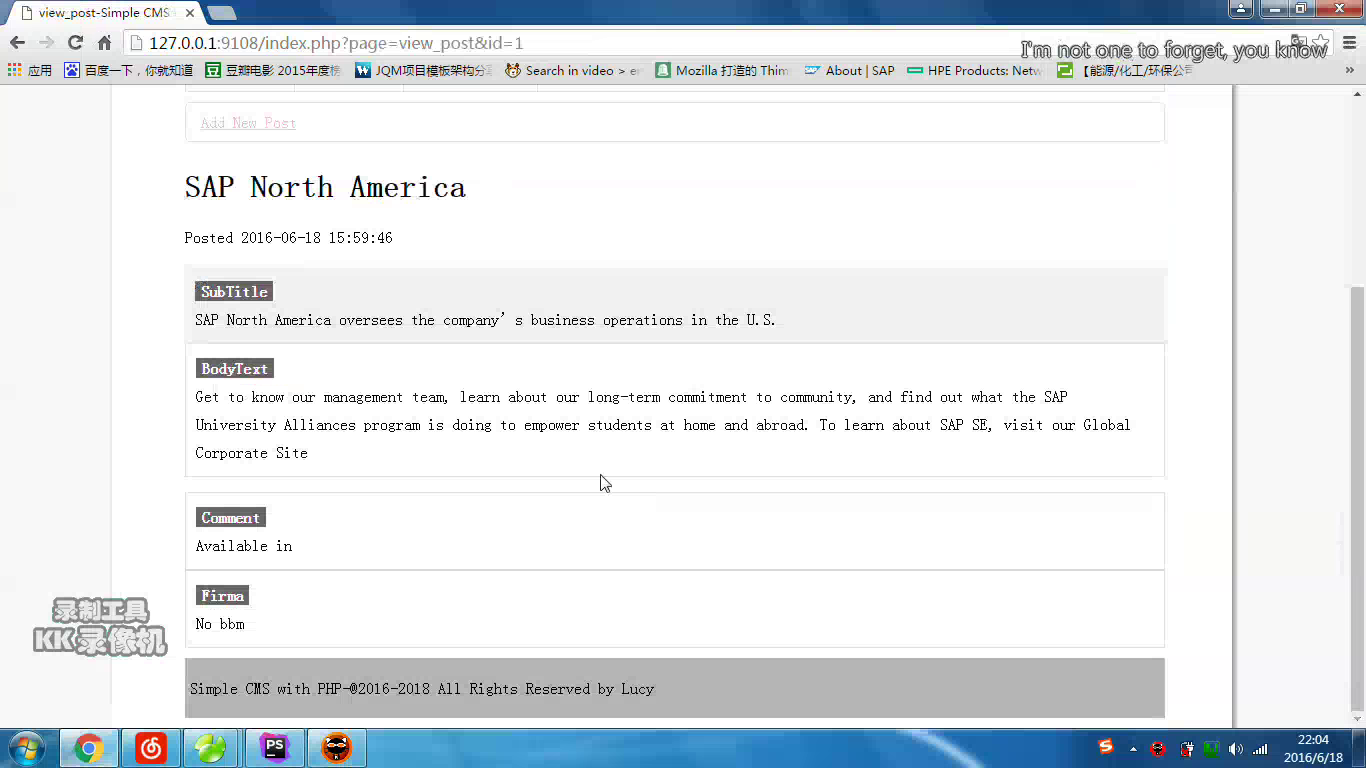 view_post-Simple CMS
127.0.0.1:9108/index.php?page=view_post&id=1
I'm not one to forget, you know
应用 百度一下，你就知道 豆瓣电影 2015年度榜 JQM项目模板架构分 Search in video > e Mozilla 打造的 Thim About | SAP HPE Products: Netw 【能源/化工/环保公司 »
Add New Post
SAP North America
Posted 2016-06-18 15:59:46
SubTitle
SAP North America oversees the company’s business operations in the U.S.
BodyText
Get to know our management team, learn about our long-term commitment to community, and find out what the SAP
University Alliances program is doing to empower students at home and abroad. To learn about SAP SE, visit our Global
Corporate Site
Comment
Available in
Firma
No bbm
录制工具
KK录像机
Simple CMS with PHP-@2016-2018 All Rights Reserved by Lucy
PS
22:04
2016/6/18